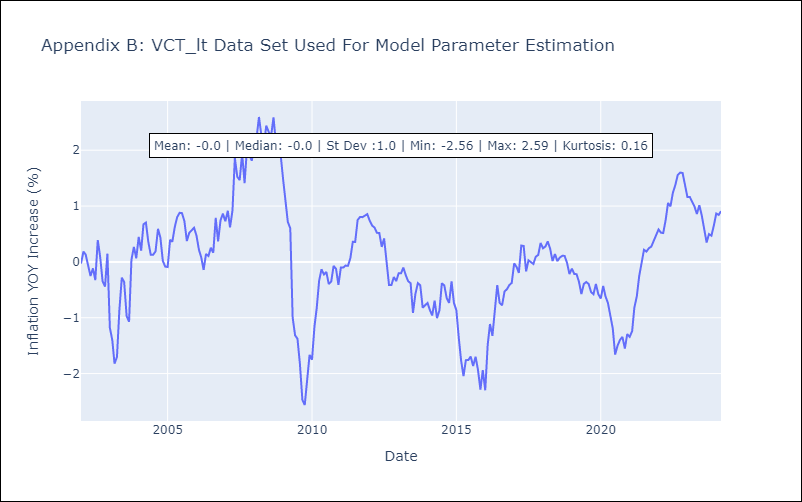 Appendix B: VCT_lt Data Set Used For Model Parameter Estimation
Mean: -0.0 | Median: -0.0 | St Dev :1.0 | Min: -2.56 | Max: 2.59 | Kurtosis: 0.16
Inflation YOY Increase (%)
2
1
0
−1
−2
2005
2010
2015
2020
Date